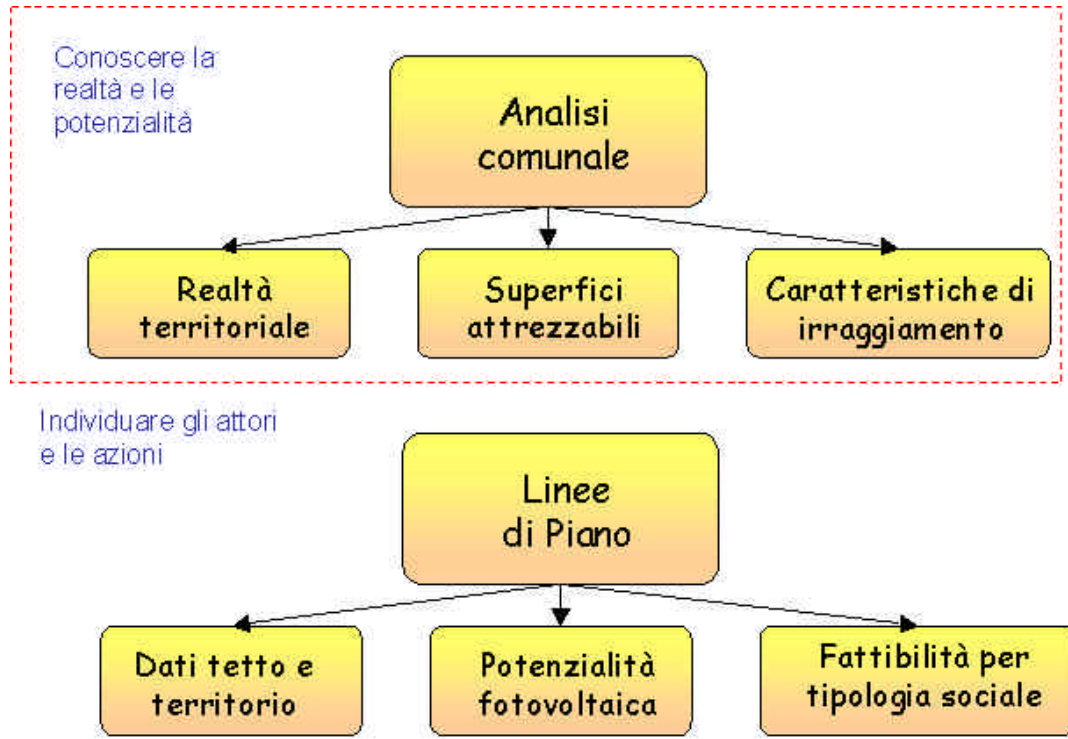 Conoscere la
realtà e le
potenzialità
Analisi
comunale
Realtà
territoriale
Superfici
attrezzabili
Caratteristiche di
irraggiamento
Individuare gli attori
e le azioni
Linee
di Piano
Dati tetto e
territorio
Potenzialità
fotovoltaica
Fattibilità per
tipologia sociale